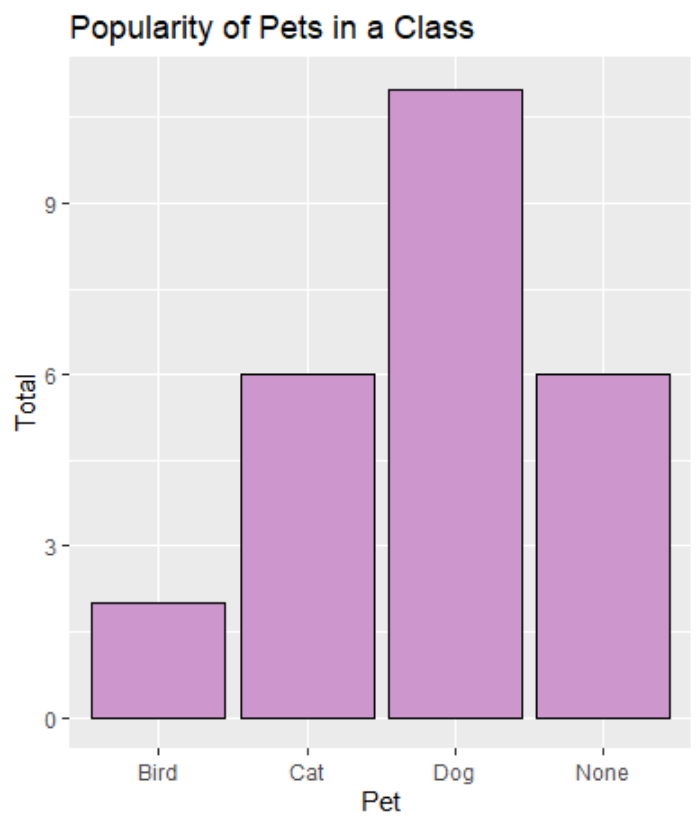 Popularity of Pets in a Class
9
6
3
0
Total
Bird Cat Dog None
Pet